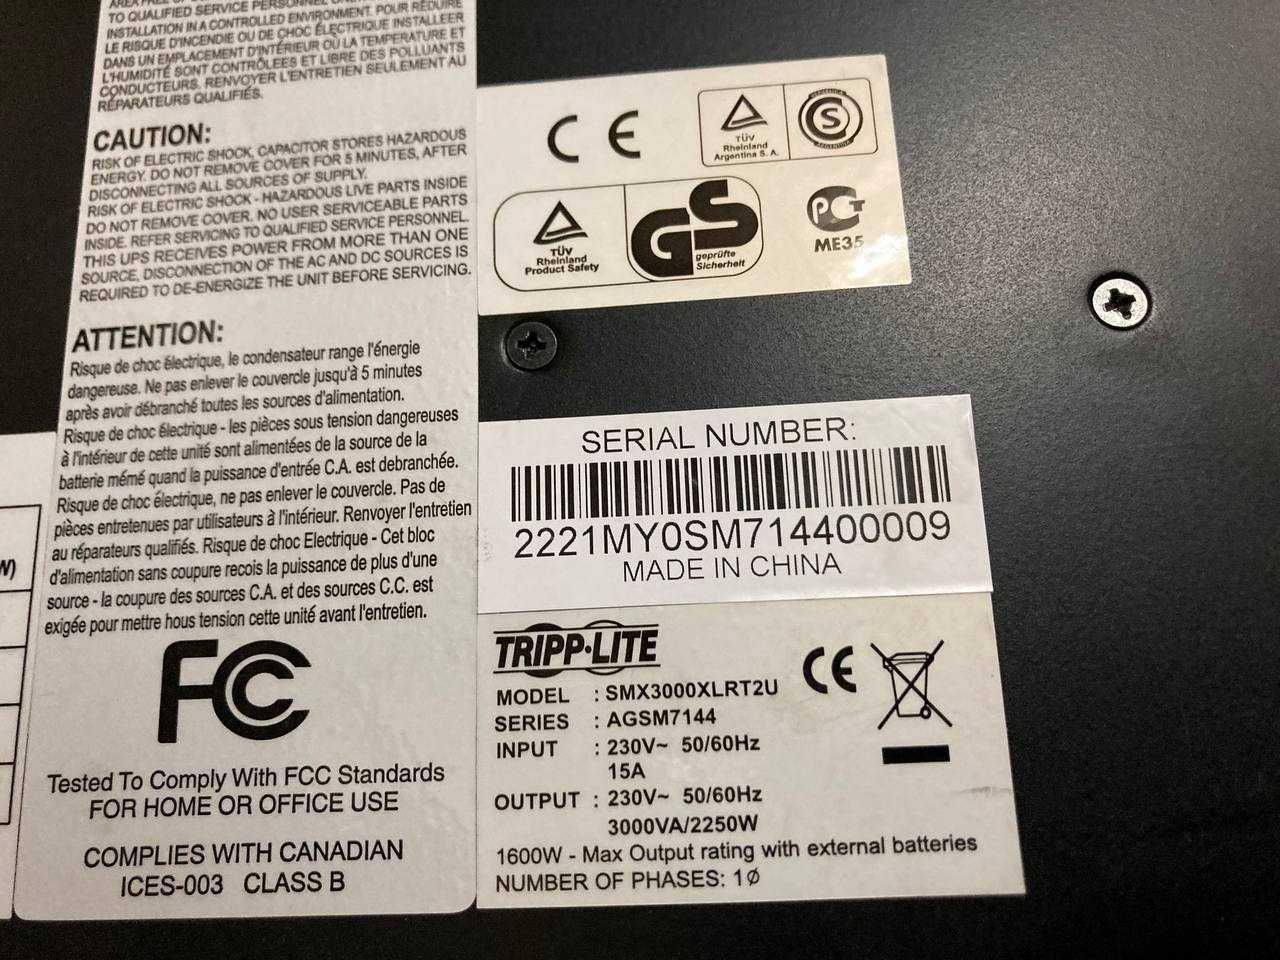 TO QUALIFIED SERVICE PERSONNEL
INSTALLATION IN A CONTROLLED ENVIRONMENT. POUR RÉDUIRE
LE RISQUE D'INCENDIE OU DE CHOC ÉLECTRIQUE INSTALLEER
DANS UN EMPLACEMENT D'INTÉRIEUR OÙ LA TEMPERATURE ET
L'HUMIDITÉ SONT CONTRÔLEES ET LIBRE DES POLLUANTS
CONDUCTEURS. RENVOYER L'ENTRETIEN SEULEMENT AU
RÉPARATEURS QUALIFIÉS.
CAUTION:
RISK OF ELECTRIC SHOCK, CAPACITOR STORES HAZARDOUS
ENERGY. DO NOT REMOVE COVER FOR 5 MINUTES, AFTER
DISCONNECTING ALL SOURCES OF SUPPLY.
RISK OF ELECTRIC SHOCK - HAZARDOUS LIVE PARTS INSIDE
DO NOT REMOVE COVER. NO USER SERVICEABLE PARTS
INSIDE. REFER SERVICING TO QUALIFIED SERVICE PERSONNEL.
THIS UPS RECEIVES POWER FROM MORE THAN ONE
SOURCE, DISCONNECTION OF THE AC AND DC SOURCES IS
REQUIRED TO DE-ENERGIZE THE UNIT BEFORE SERVICING.
ATTENTION:
Risque de choc électrique, le condensateur range l'énergie
dangereuse. Ne pas enlever le couvercle jusqu'à 5 minutes
après avoir débranché toutes les sources d'alimentation.
Risque de choc électrique - les pièces sous tension dangereuses
à l'intérieur de cette unité sont alimentées de la source de la
batterie mémé quand la puissance d'entrée C.A. est debranchée.
Risque de choc électrique, ne pas enlever le couvercle. Pas de
pièces entretenues par utilisateurs à l'intérieur. Renvoyer l'entretien
au réparateurs qualifiés. Risque de choc Electrique - Cet bloc
d'alimentation sans coupure recois la puissance de plus d'une
source - la coupure des sources C.A. et des sources C.C. est
exigée pour mettre hous tension cette unité avant l'entretien.
FC
Tested To Comply With FCC Standards
FOR HOME OR OFFICE USE
COMPLIES WITH CANADIAN
ICES-003 CLASS B
W)
CE
TÜV
Rheinland
Argentina S. A.
REPUBLICA
S
ARGENTINA
TÜV
Rheinland
Product Safety
GS
geprüfte
Sicherheit
PCT
ME35
SERIAL NUMBER:
2221MY0SM714400009
MADE IN CHINA
TRIPP·LITE
CE
MODEL : SMX3000XLRT2U
SERIES : AGSM7144
INPUT : 230V~ 50/60Hz
15A
OUTPUT : 230V~ 50/60Hz
3000VA/2250W
1600W - Max Output rating with external batteries
NUMBER OF PHASES: 1Ø